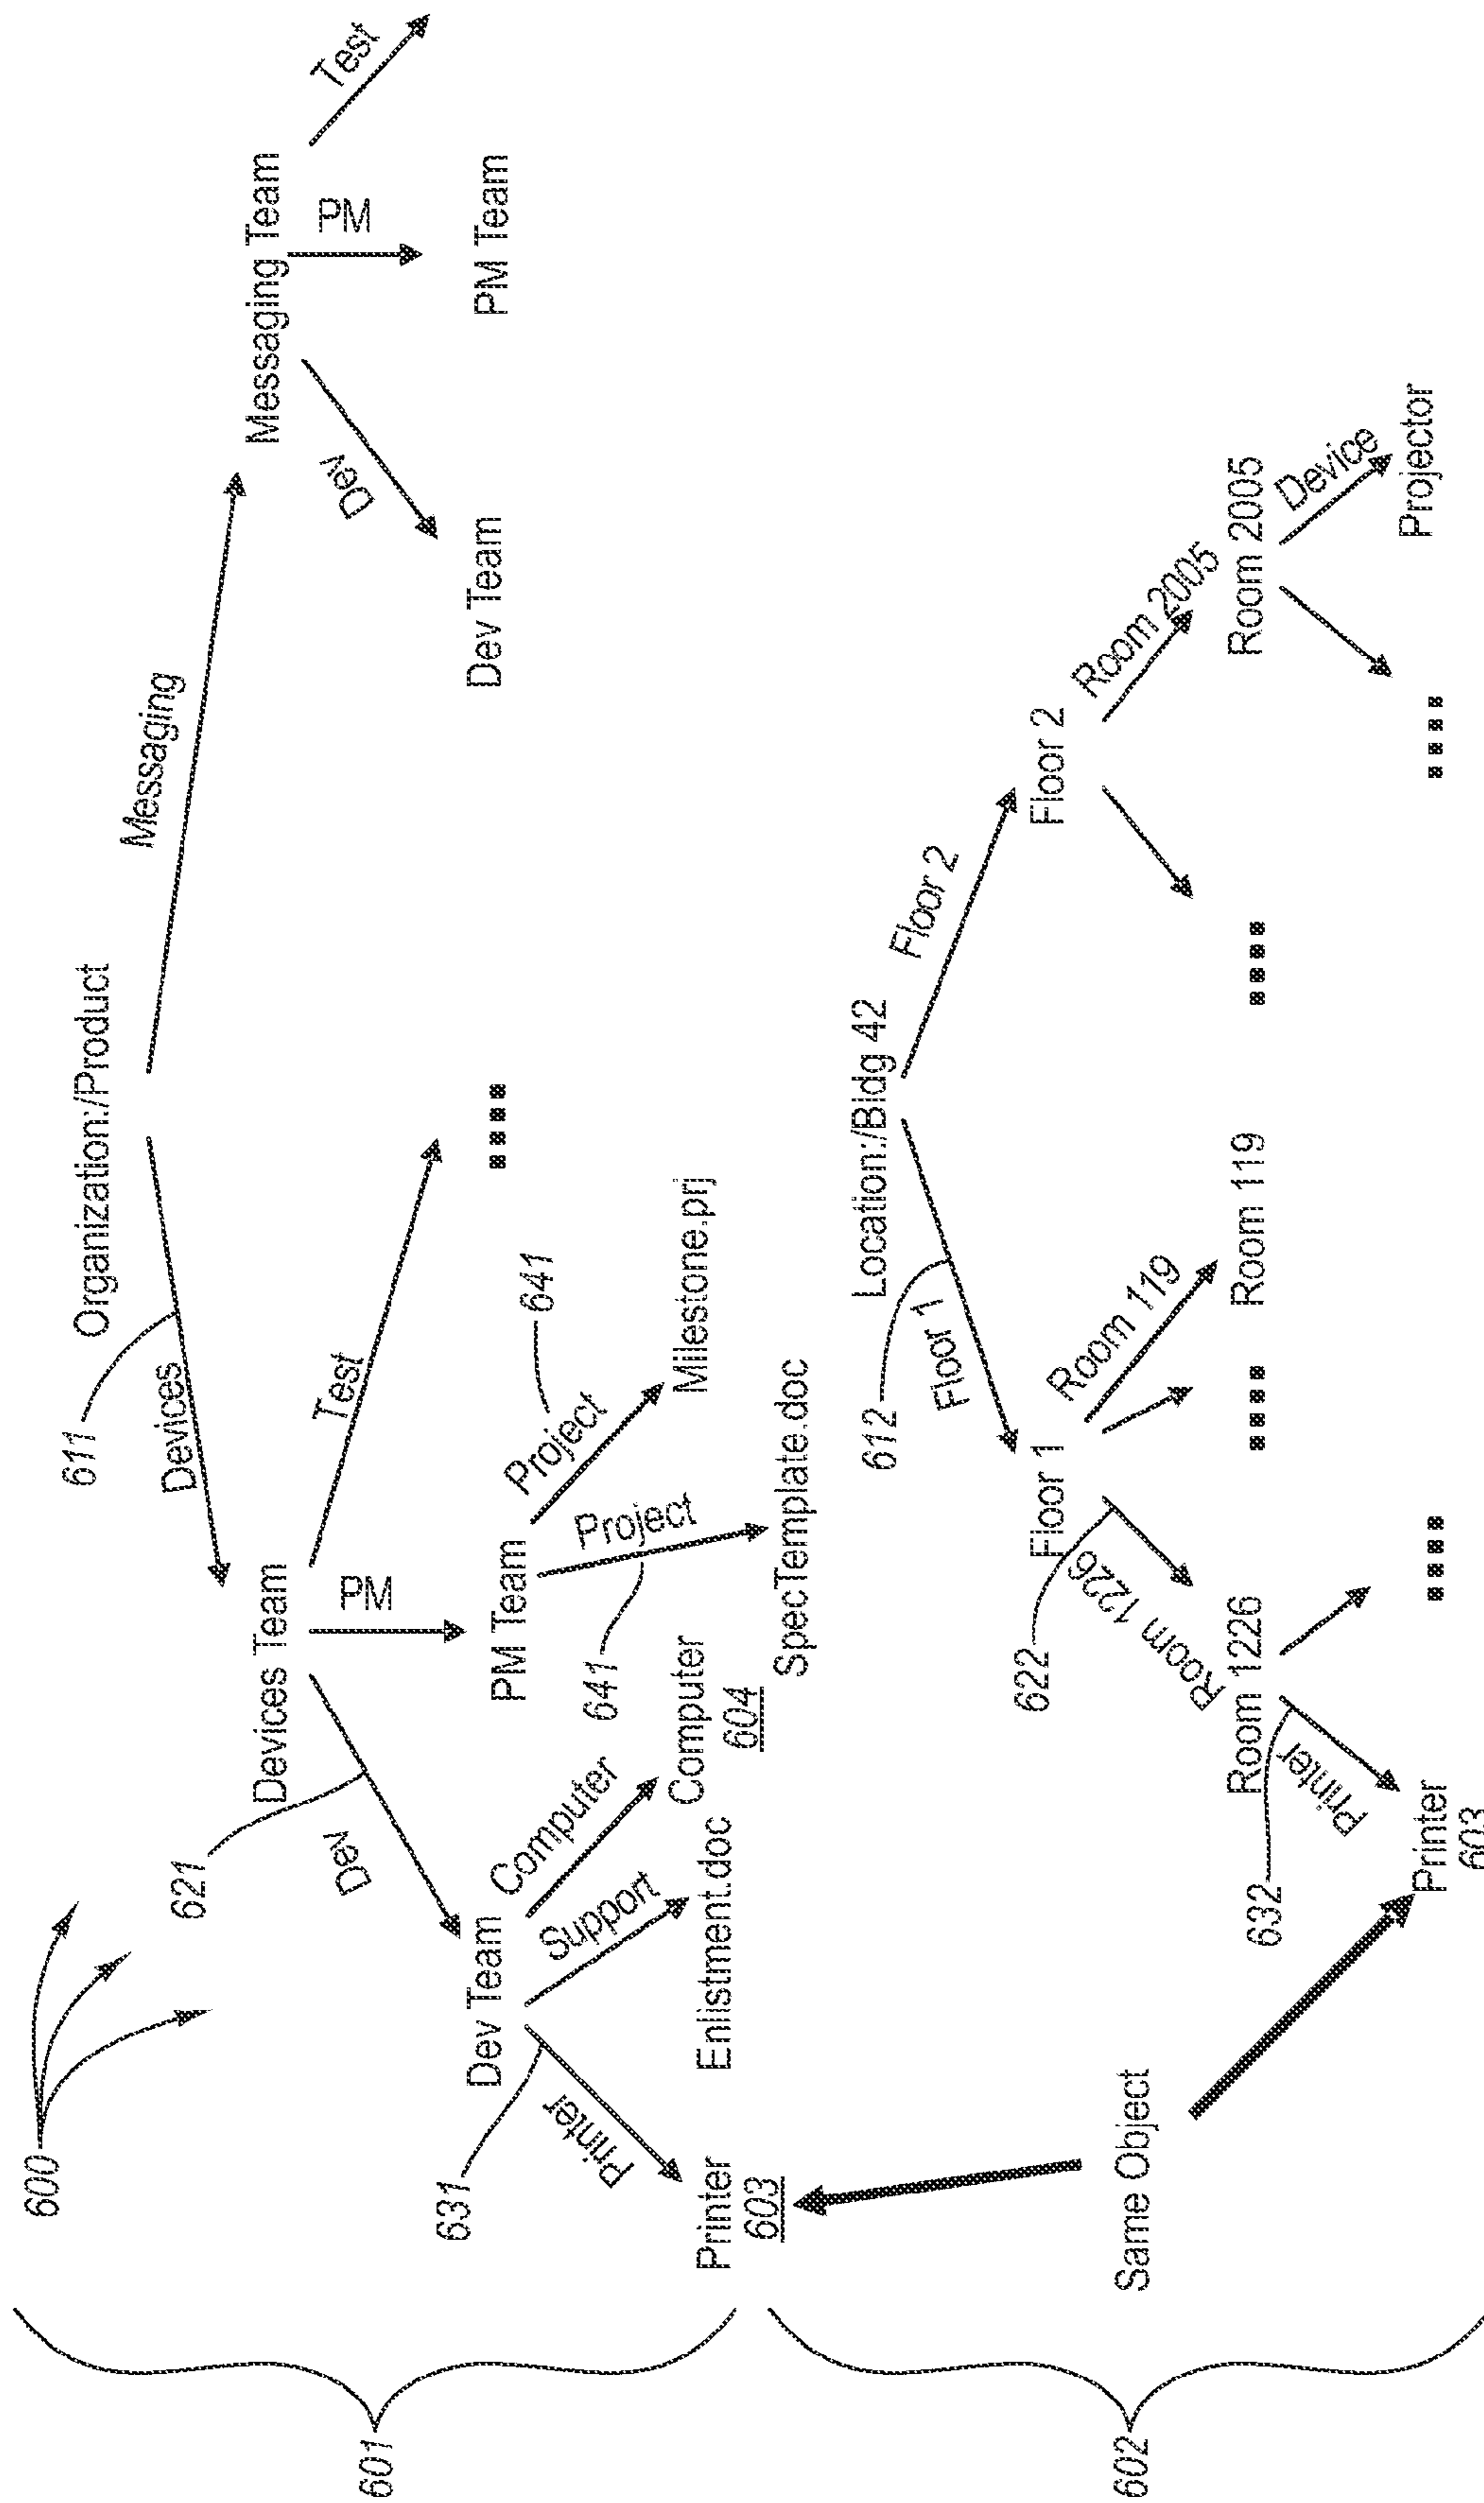 600
601
Organization:/Product
611
Devices
Messaging
Devices Team
Messaging Team
621
Dev
PM
Test
Dev
PM
Test
Dev Team
PM Team
Dev Team
PM Team
631
Printer
Support
Computer
641
Project
Project
641
Printer
603
Enlistment.doc
Computer
604
SpecTemplate.doc
Milestone.prj
602
Same Object
Location:/Bldg 42
612
Floor 1
Floor 2
Floor 1
Floor 2
622
Room 1226
Room 119
Room 2005
Room 1226
Room 119
Room 2005
632
Printer
Device
Printer
603
Projector